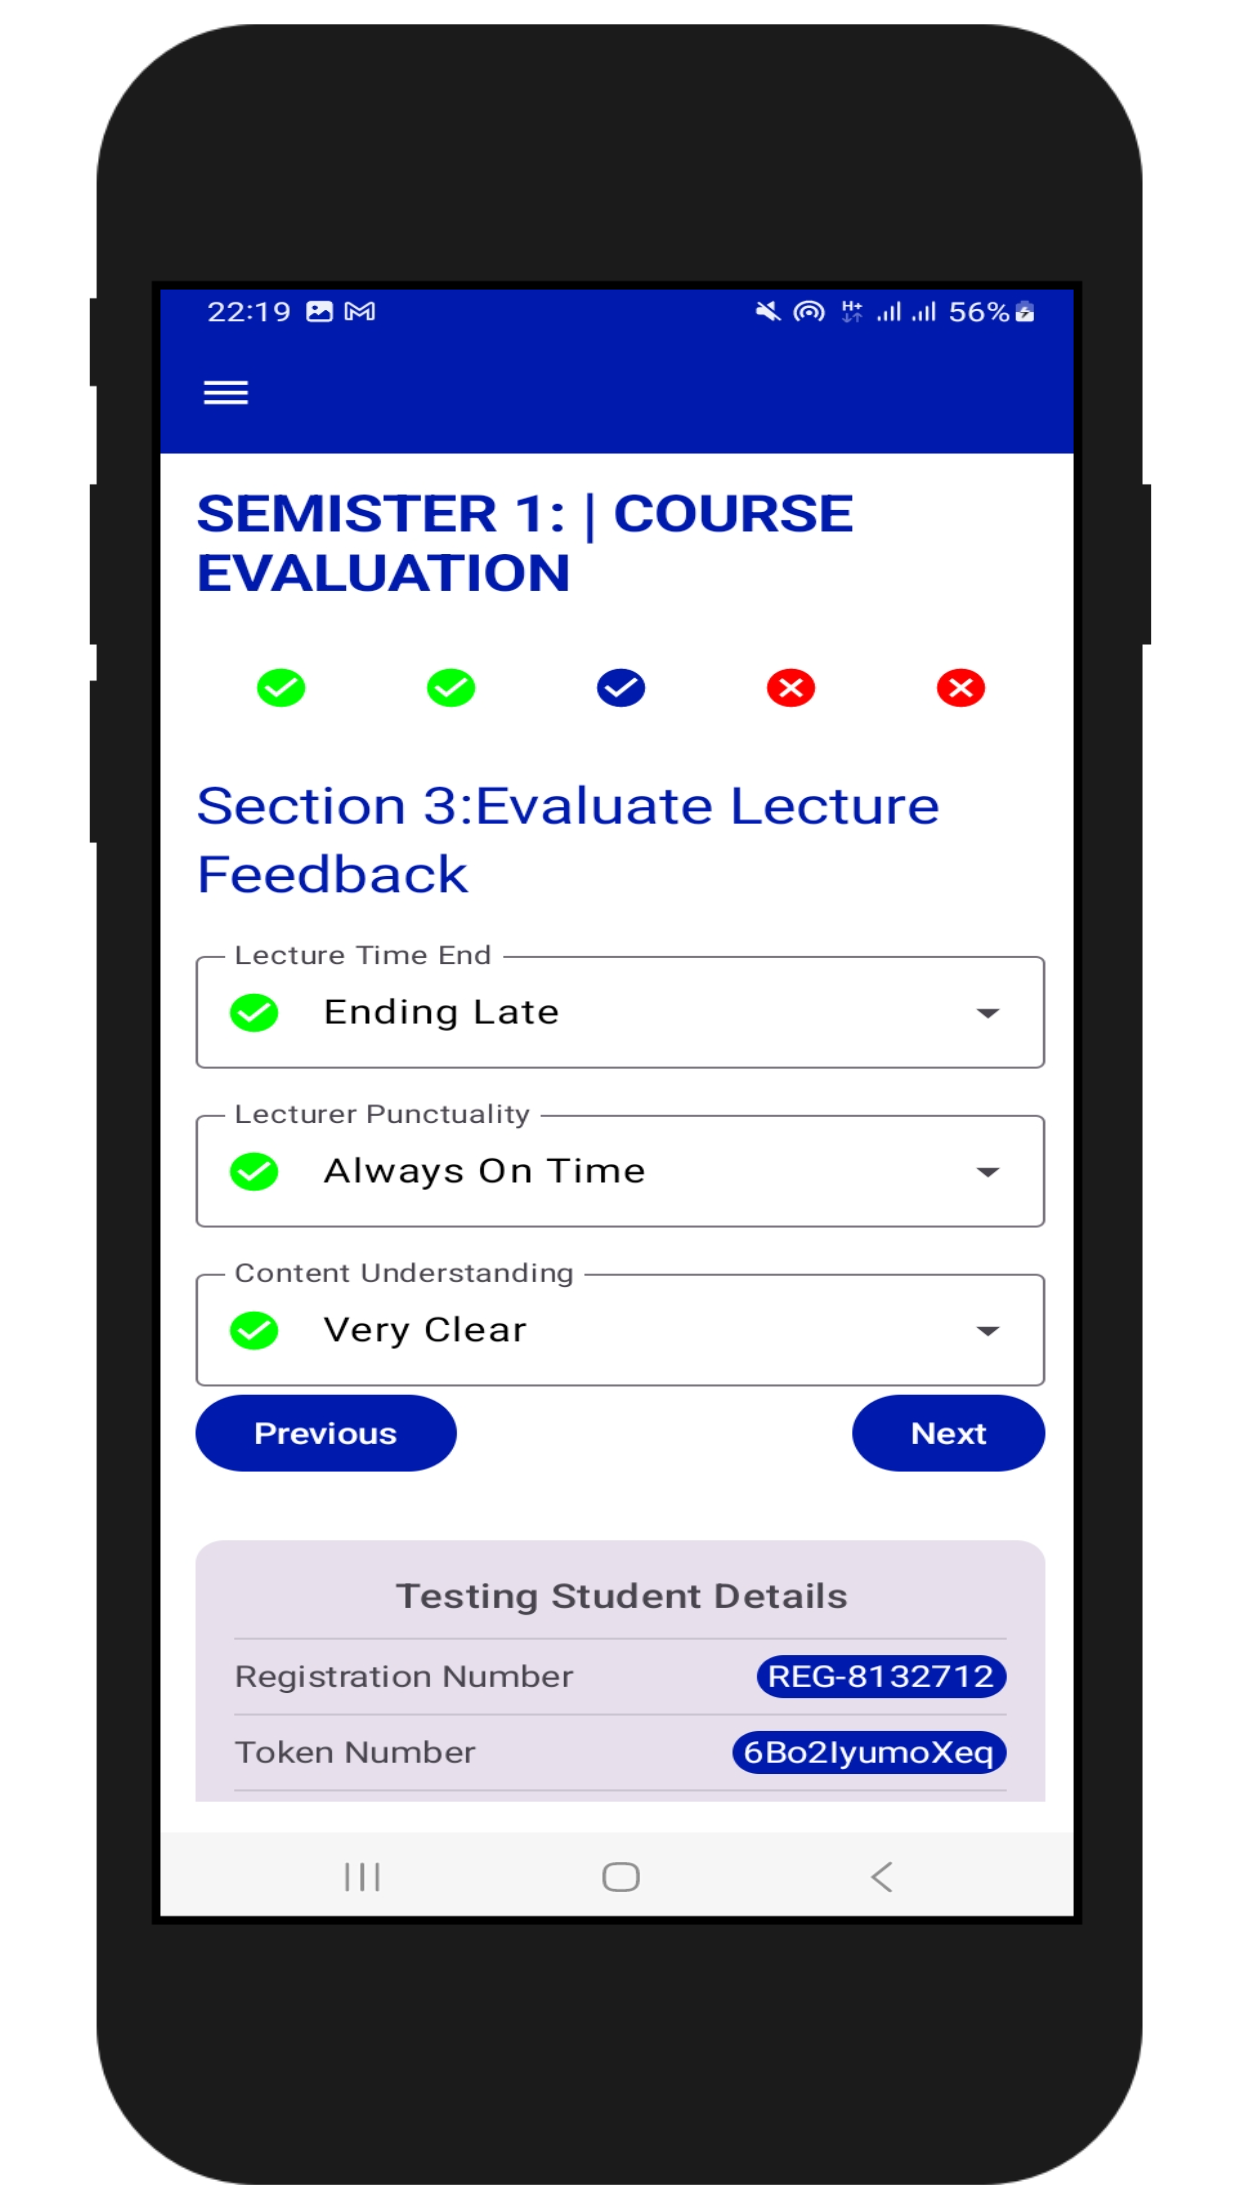 22:19 H+ 56%
SEMISTER 1: | COURSE
EVALUATION
Section 3:Evaluate Lecture
Feedback
Lecture Time End
Ending Late
Lecturer Punctuality
Always On Time
Content Understanding
Very Clear
Previous Next
Testing Student Details
Registration Number REG-8132712
Token Number 6Bo2IyumoXeq